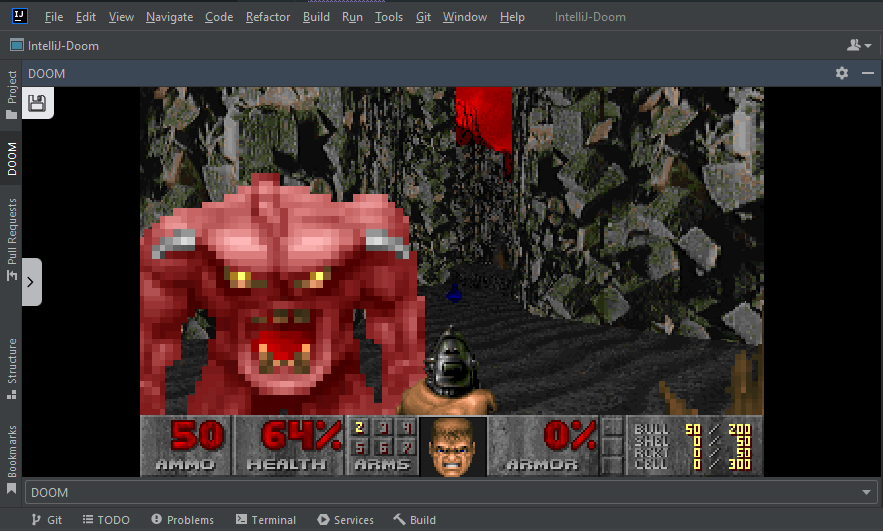 IJ File Edit View Navigate Code Refactor Build Run Tools Git Window Help IntelliJ-Doom
IntelliJ-Doom
DOOM
Project
DOOM
Pull Requests
Structure
Bookmarks
50 64% 2 3 4 0% BULL 50 / 200
5 6 7 SHEL 0 / 50
RCKT 0 / 50
AMMO HEALTH ARMS ARMOR CELL 0 / 300
DOOM
Git TODO Problems Terminal Services Build